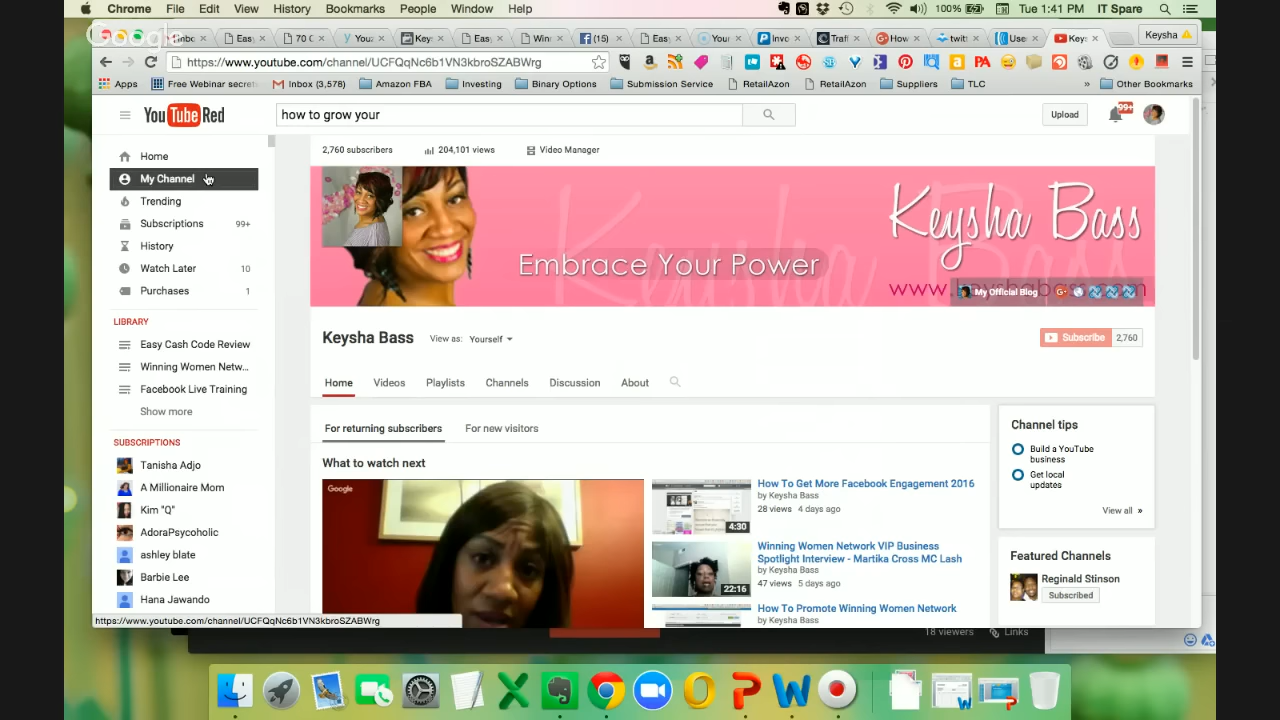 Chrome File Edit View History Bookmarks People Window Help
100% Tue 1:41 PM IT Spare
Google
Keysha
https://www.youtube.com/channel/UCFQqNc6b1VN3kbroSZABWrg
Apps Free Webinar secret Inbox (3,578) Amazon FBA Investing Binary Options Submission Service RetailAzon RetailAzon Suppliers TLC » Other Bookmarks
YouTube Red
how to grow your
Upload
99+
Home
My Channel
Trending
Subscriptions 99+
History
Watch Later 10
Purchases 1
LIBRARY
Easy Cash Code Review
Winning Women Netw...
Facebook Live Training
Show more
SUBSCRIPTIONS
Tanisha Adjo
A Millionaire Mom
Kim "Q"
AdoraPsycoholic
ashley blate
Barbie Lee
Hana Jawando
https://www.youtube.com/channel/UCFQqNc6b1VN3kbroSZABWrg
2,760 subscribers 204,101 views Video Manager
Keysha Bass
Embrace Your Power
My Official Blog
Keysha Bass View as: Yourself
Subscribe 2,760
Home Videos Playlists Channels Discussion About
For returning subscribers For new visitors
What to watch next
Google
4:30
How To Get More Facebook Engagement 2016
by Keysha Bass
28 views 4 days ago
22:16
Winning Women Network VIP Business
Spotlight Interview - Martika Cross MC Lash
by Keysha Bass
47 views 5 days ago
How To Promote Winning Women Network
by Keysha Bass
Channel tips
Build a YouTube
business
Get local
updates
View all »
Featured Channels
Reginald Stinson
Subscribed
18 viewers Links